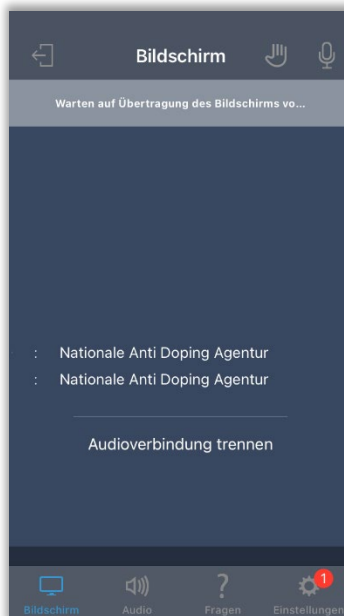 Bildschirm
Warten auf Übertragung des Bildschirms vo...
: Nationale Anti Doping Agentur
: Nationale Anti Doping Agentur
Audioverbindung trennen
1
Bildschirm Audio Fragen Einstellungen